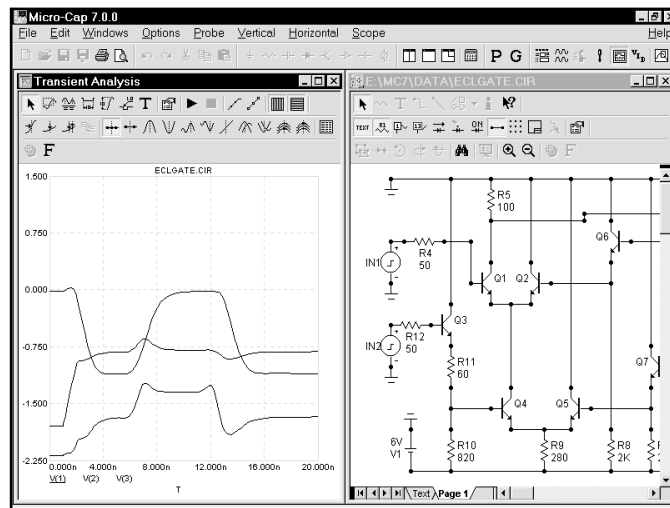 Micro-Cap 7.0.0
File Edit Windows Options Probe Vertical Horizontal Scope Help
P G
Transient Analysis
T
F
ECLGATE.CIR
1.500
0.750
0.000
-0.750
-1.500
-2.250
0.000n 4.000n 8.000n 12.000n 16.000n 20.000n
V(1) V(2) V(3)
T
E:\MC7\DATA\ECLGATE.CIR
T
TEXT
ON
F
R5
100
Q6
R4
50
IN1
Q1
Q2
Q3
IN2
R12
50
R11
60
Q7
Q4
Q5
6V
V1
R10
820
R9
280
R8
2K
Text Page 1